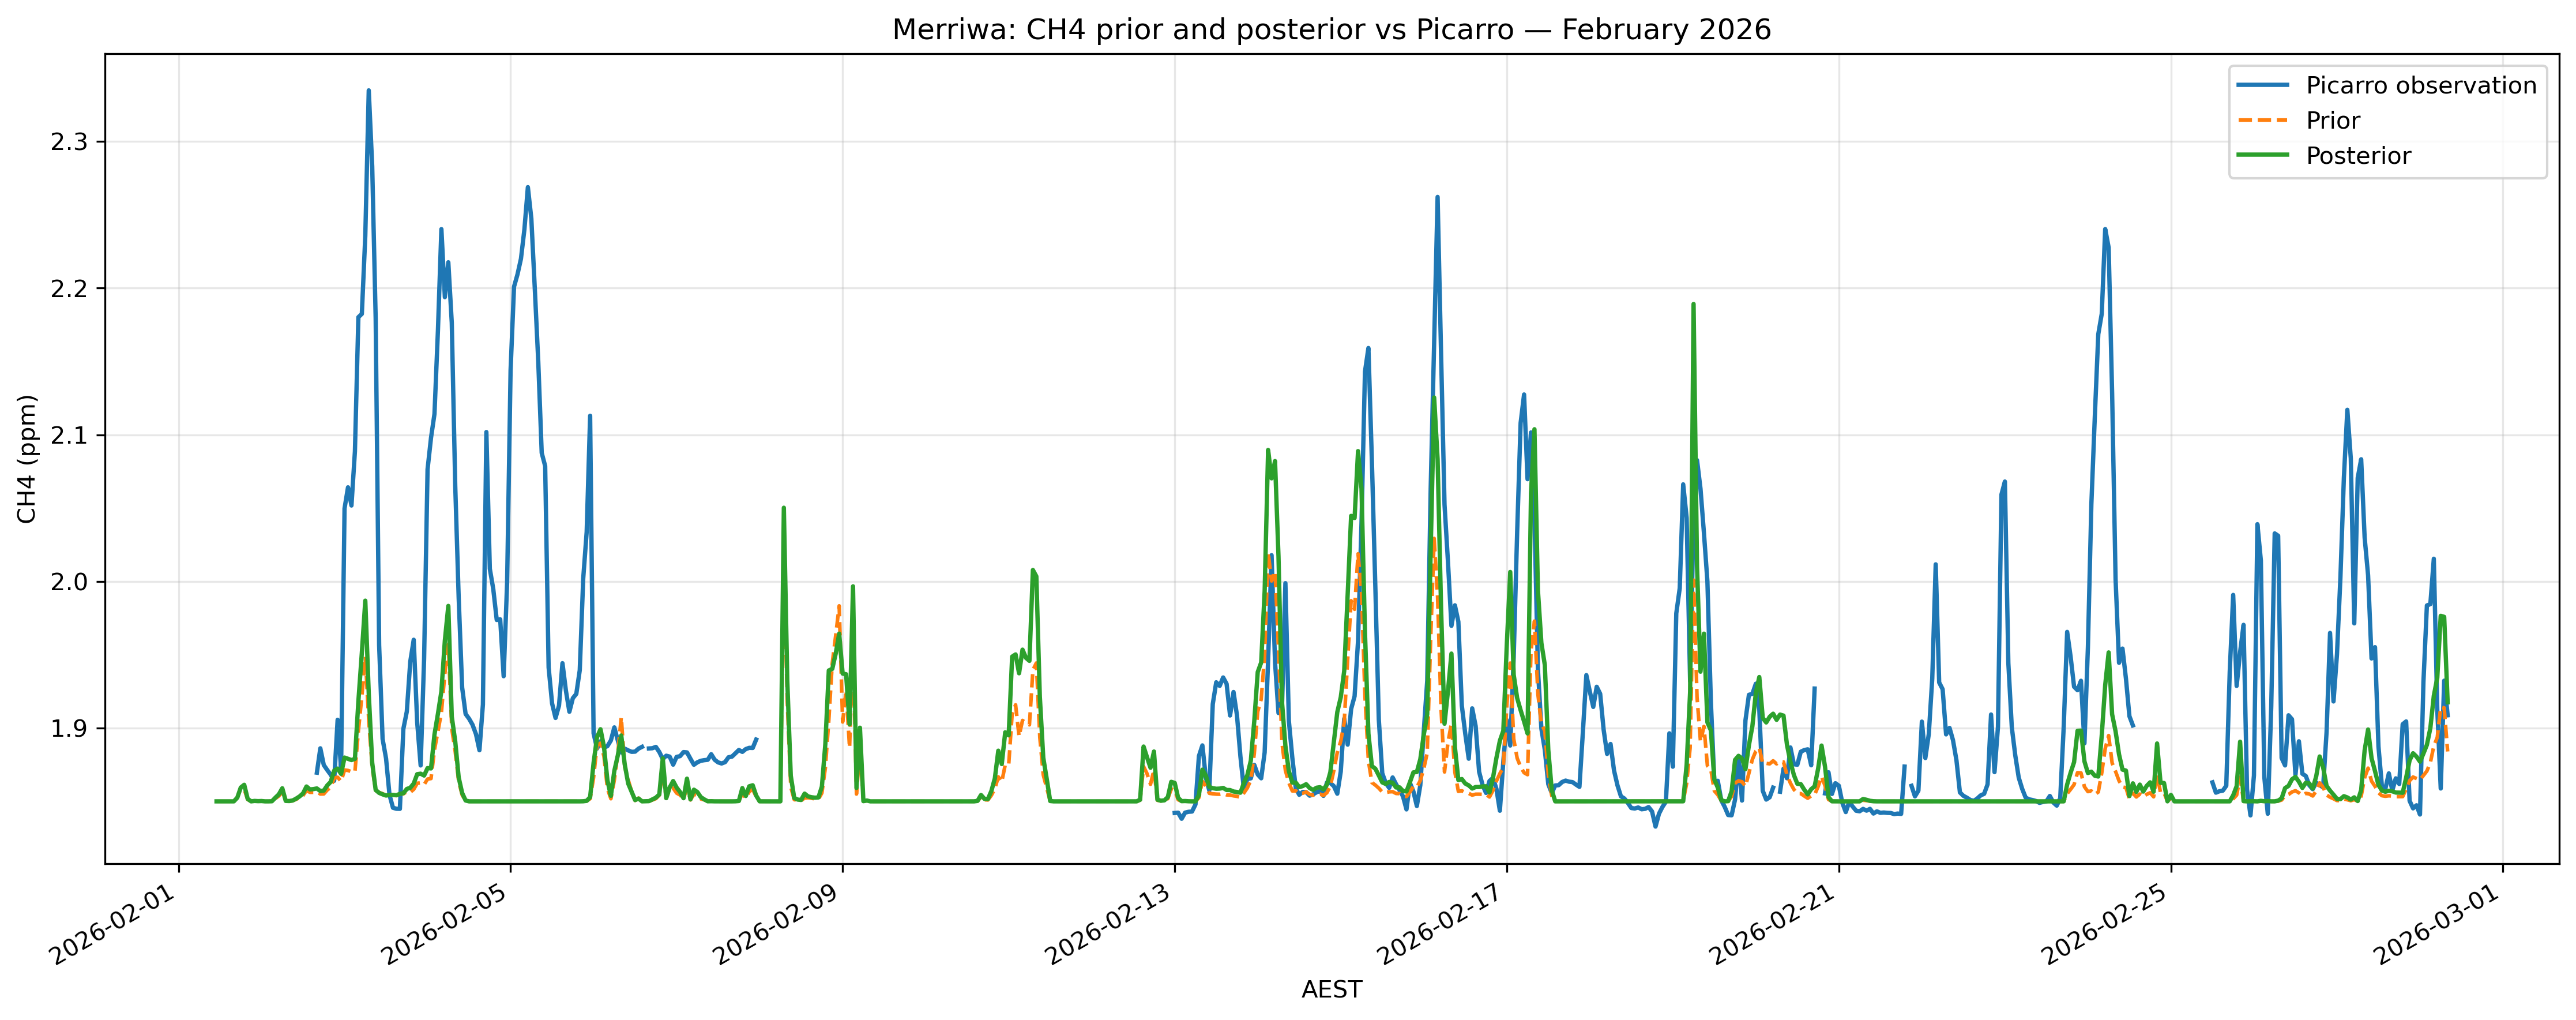 Merriwa: CH4 prior and posterior vs Picarro — February 2026
Picarro observation
Prior
Posterior
CH4 (ppm)
2.3
2.2
2.1
2.0
1.9
2026-02-01
2026-02-05
2026-02-09
2026-02-13
2026-02-17
2026-02-21
2026-02-25
2026-03-01
AEST